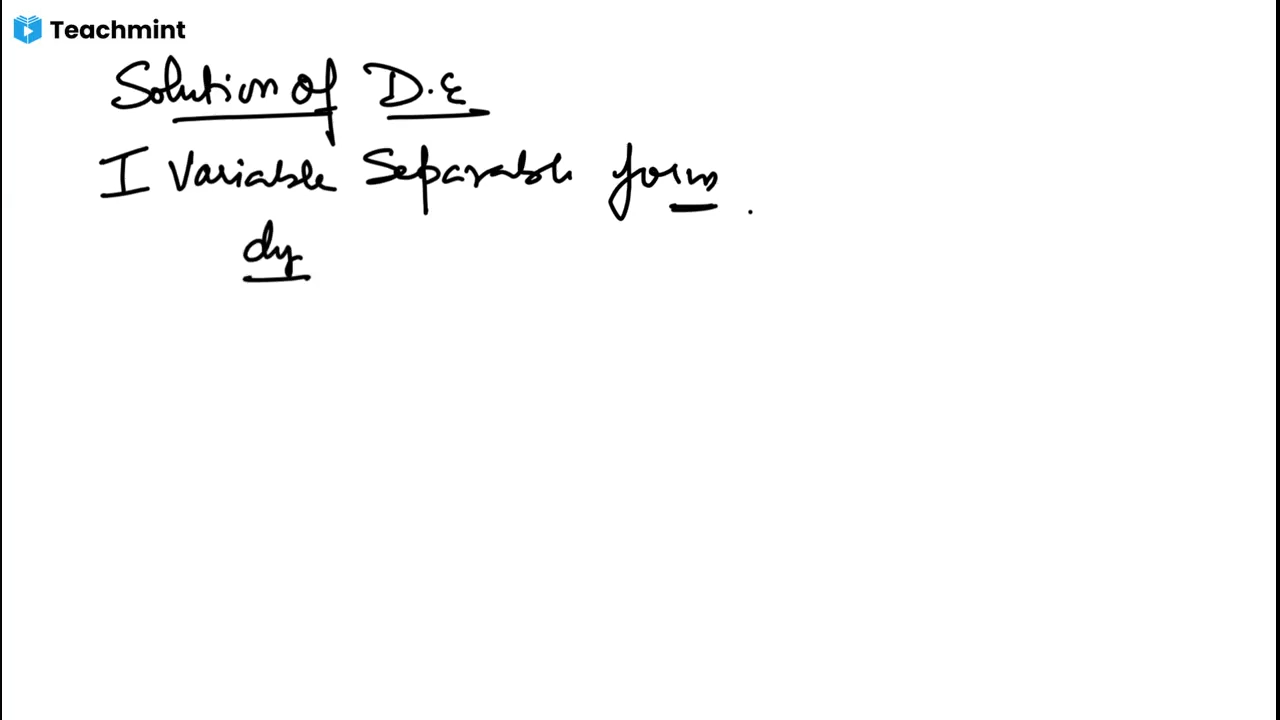 Teachmint
Solution of D.E
I Variable Separable form
dy